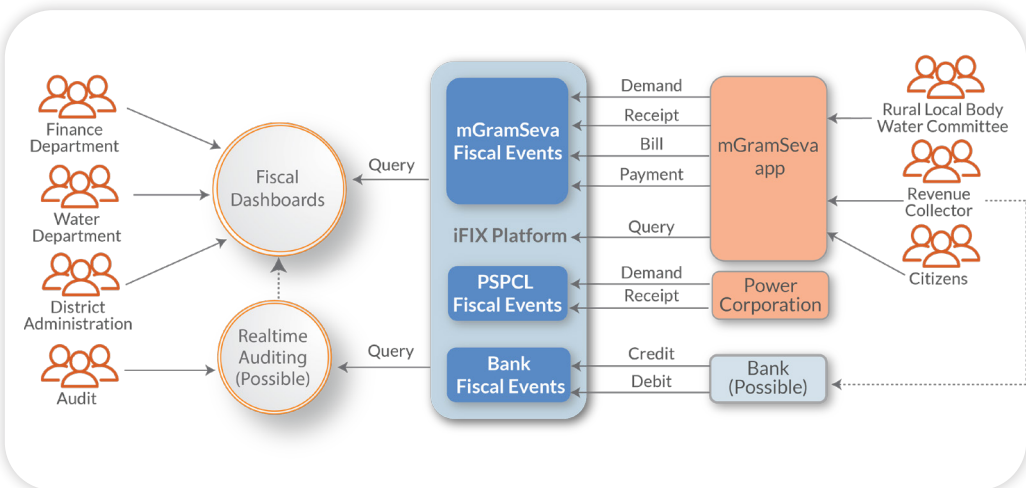 Finance
Department
Water
Department
District
Administration
Audit
Fiscal
Dashboards
Realtime
Auditing
(Possible)
Query
Query
mGramSeva
Fiscal Events
iFIX Platform
PSPCL
Fiscal Events
Bank
Fiscal Events
Demand
Receipt
Bill
Payment
Query
Demand
Receipt
Credit
Debit
mGramSeva
app
Power
Corporation
Bank
(Possible)
Rural Local Body
Water Committee
Revenue
Collector
Citizens